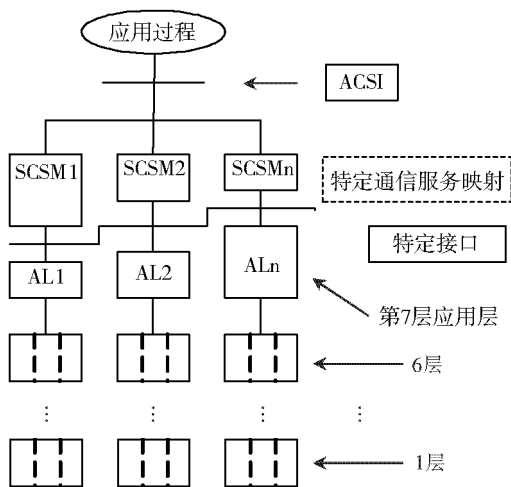 应用过程
ACSI
SCSM1
SCSM2
SCSMn
特定通信服务映射
特定接口
AL1
AL2
ALn
第7层应用层
6层
⋮ ⋮ ⋮ ⋮
1层